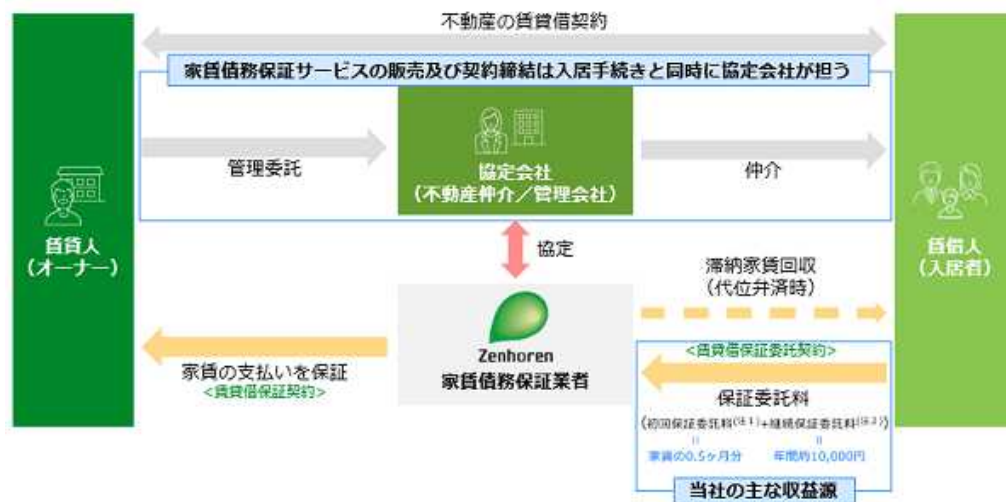 不動産の賃貸借契約
家賃債務保証サービスの販売及び契約締結は入居手続きと同時に協定会社が担う
管理委託
協定会社
(不動産仲介／管理会社)
仲介
賃貸人
(オーナー)
賃借人
(入居者)
協定
滞納家賃回収
(代位弁済時)
Zenhoren
家賃債務保証業者
家賃の支払いを保証
<賃貸借保証契約>
<賃貸借保証委託契約>
保証委託料
(初回保証委託料(注1)+継続保証委託料(注2))
= =
家賃の0.5ヶ月分 年間約10,000円
当社の主な収益源